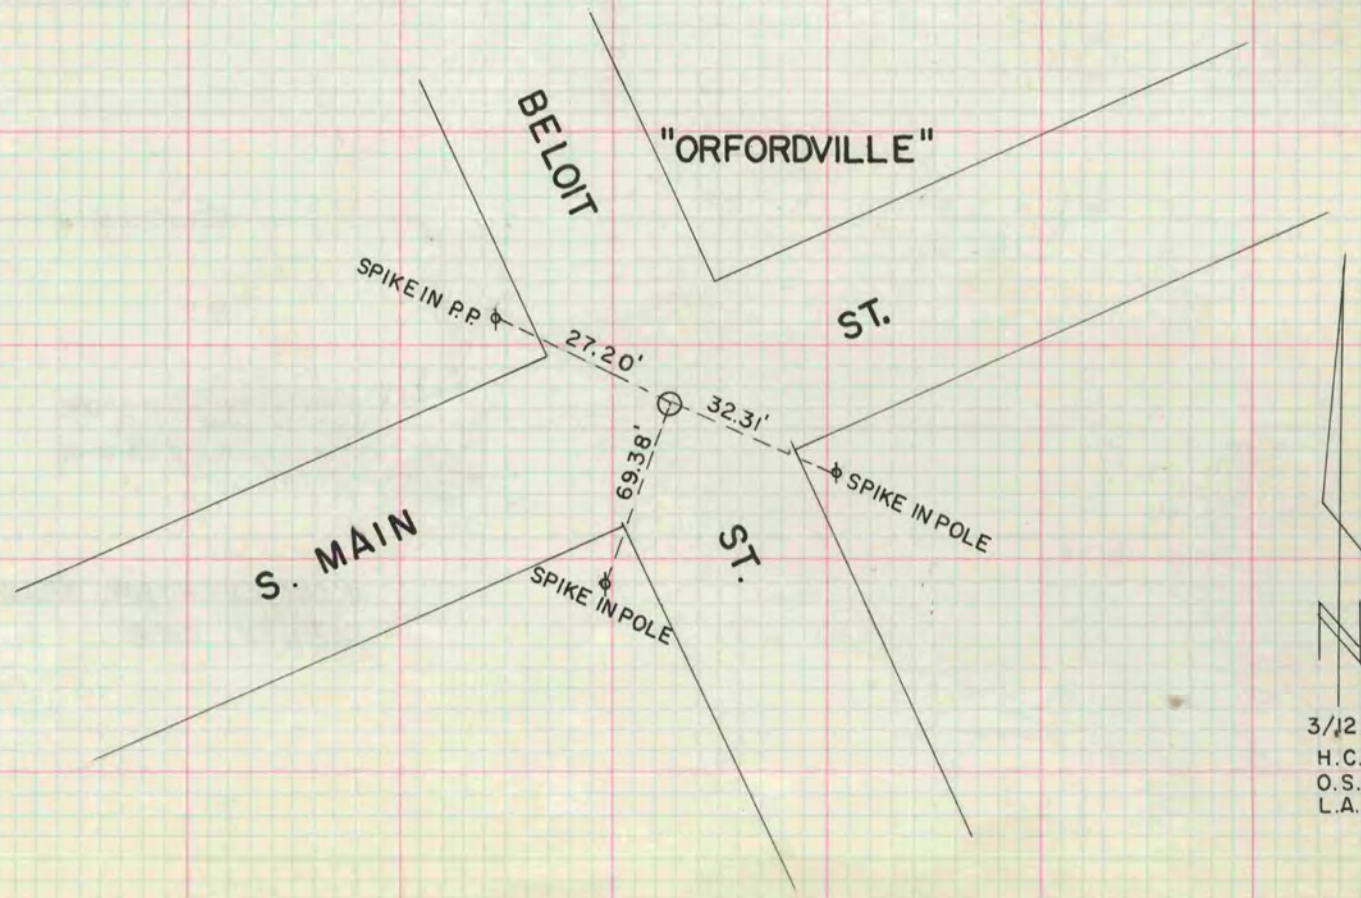 BELOIT
"ORFORDVILLE"
SPIKE IN P.P.
ST.
27.20'
32.31'
69.38'
SPIKE IN POLE
S. MAIN
ST.
SPIKE IN POLE
3/12
H.C.
O.S.
L.A.